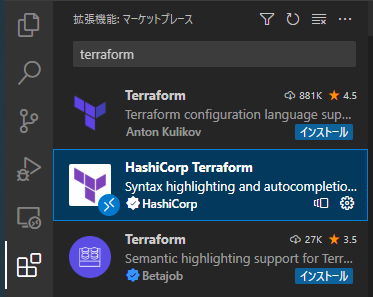 拡張機能: マーケットプレース
terraform
Terraform 881K ★ 4.5
Terraform configuration language sup...
Anton Kulikov インストール
HashiCorp Terraform
Syntax highlighting and autocompletio...
HashiCorp
Terraform 27K ★ 3.5
Semantic highlighting support for Terr...
Betajob インストール